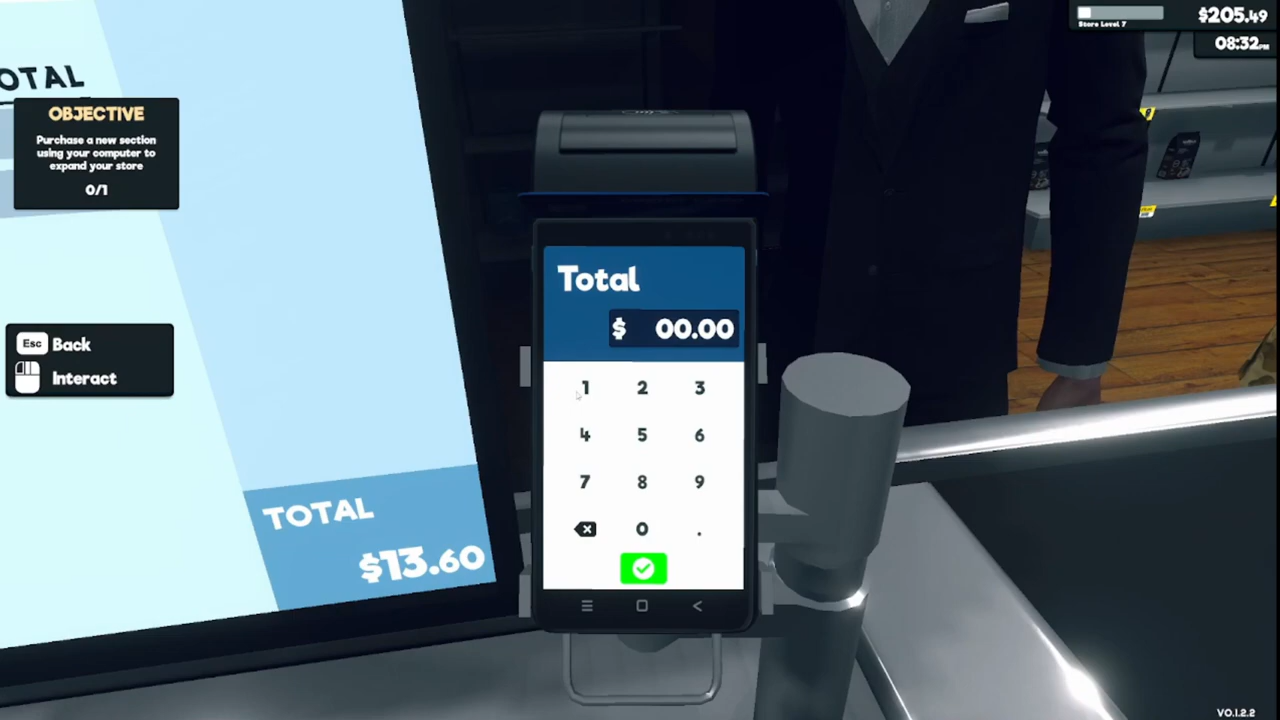 $205.49
Store Level 7
08:32PM
OTAL
OBJECTIVE
Purchase a new section
using your computer to
expand your store
0/1
Esc Back
Interact
TOTAL
$13.60
Total
$ 00.00
1 2 3
4 5 6
7 8 9
0 .
V0.1.2.2